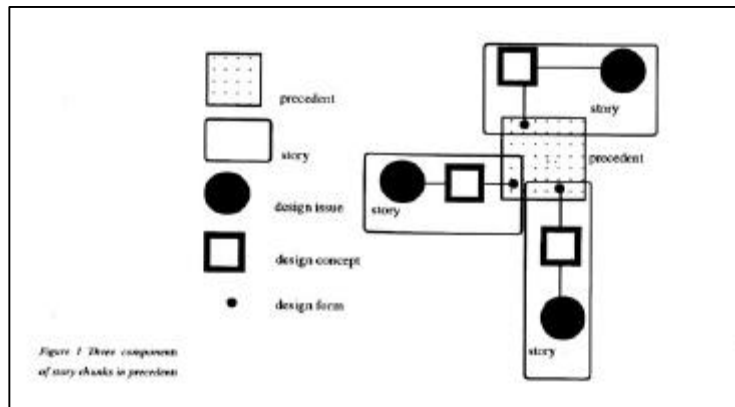 precedent
story
design issue
design concept
design form
Figure 1 Three components
of story chunks in precedents
story
precedent
story
story